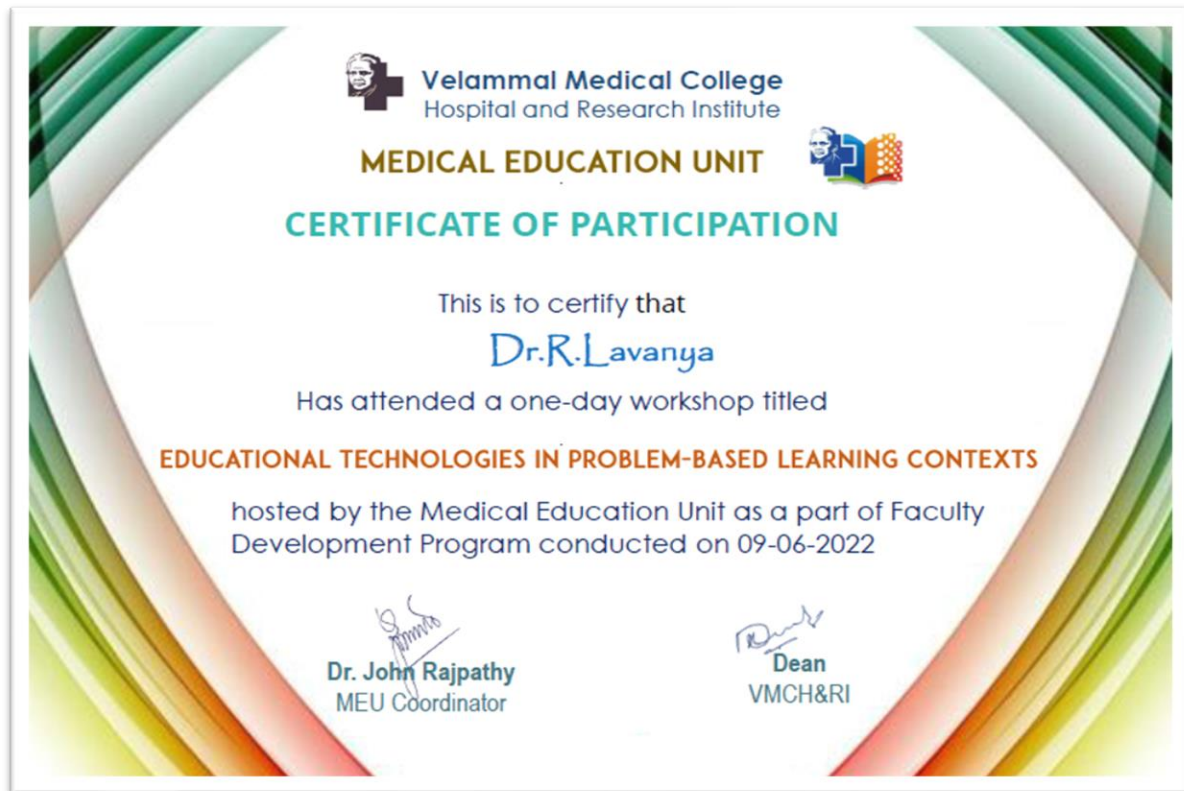 Velammal Medical College
Hospital and Research Institute
MEDICAL EDUCATION UNIT
CERTIFICATE OF PARTICIPATION
This is to certify that
Dr.R.Lavanya
Has attended a one-day workshop titled
EDUCATIONAL TECHNOLOGIES IN PROBLEM-BASED LEARNING CONTEXTS
hosted by the Medical Education Unit as a part of Faculty
Development Program conducted on 09-06-2022
Dr. John Rajpathy
MEU Coordinator
Dean
VMCH&RI